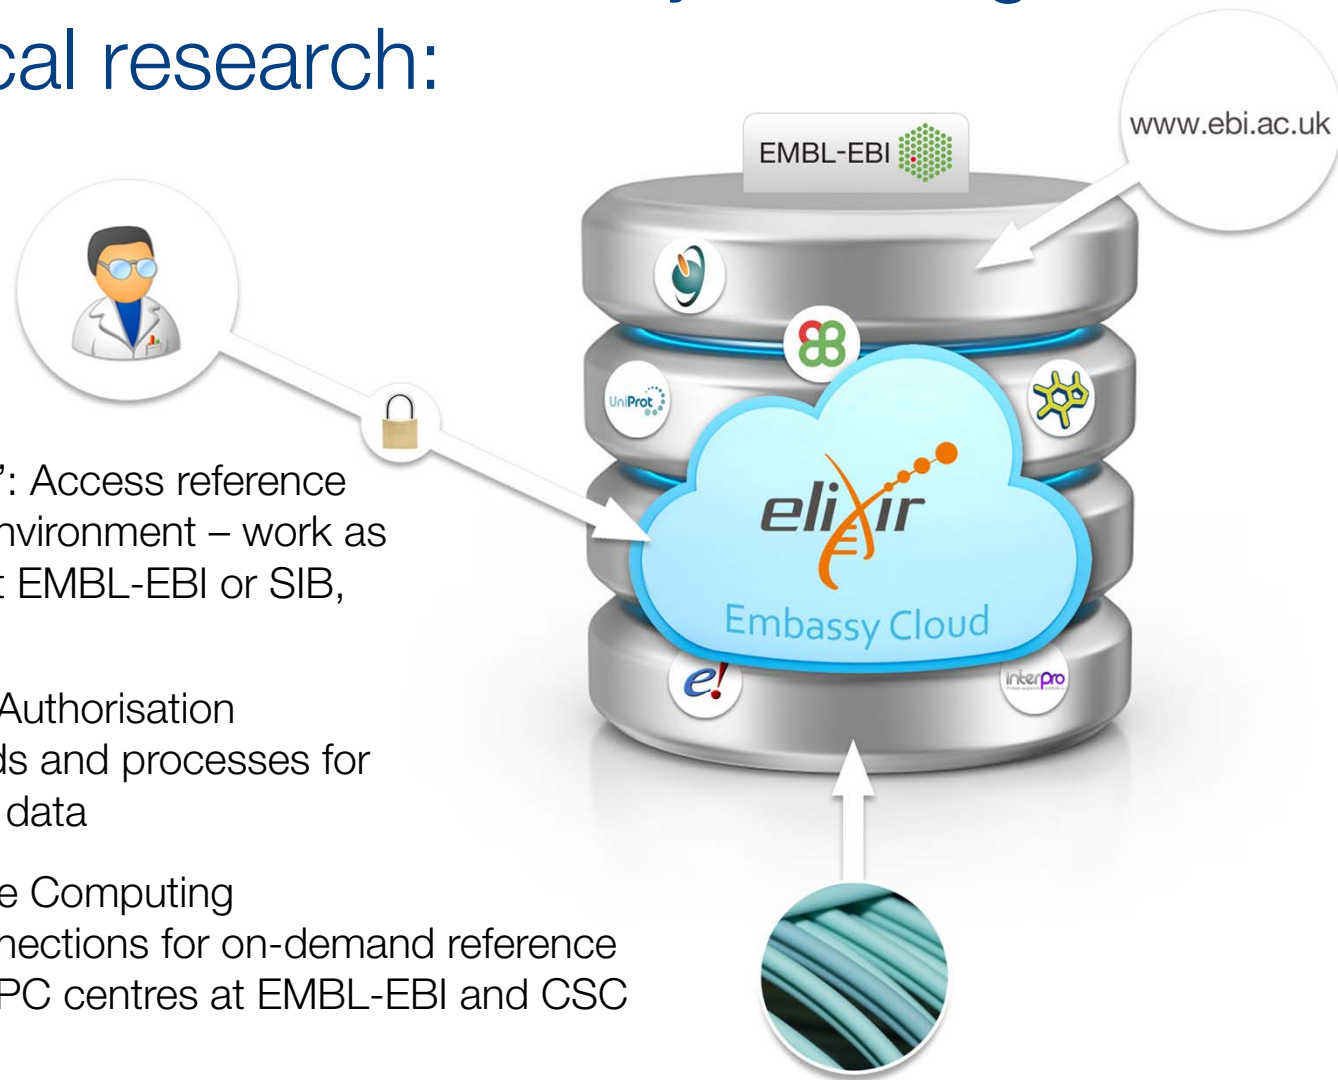 cal research:
www.ebi.ac.uk
EMBL-EBI
UniProt
’: Access reference
nvironment – work as
t EMBL-EBI or SIB,
elixir
Embassy Cloud
e!
interpro
Authorisation
ds and processes for
data
e Computing
nections for on-demand reference
PC centres at EMBL-EBI and CSC